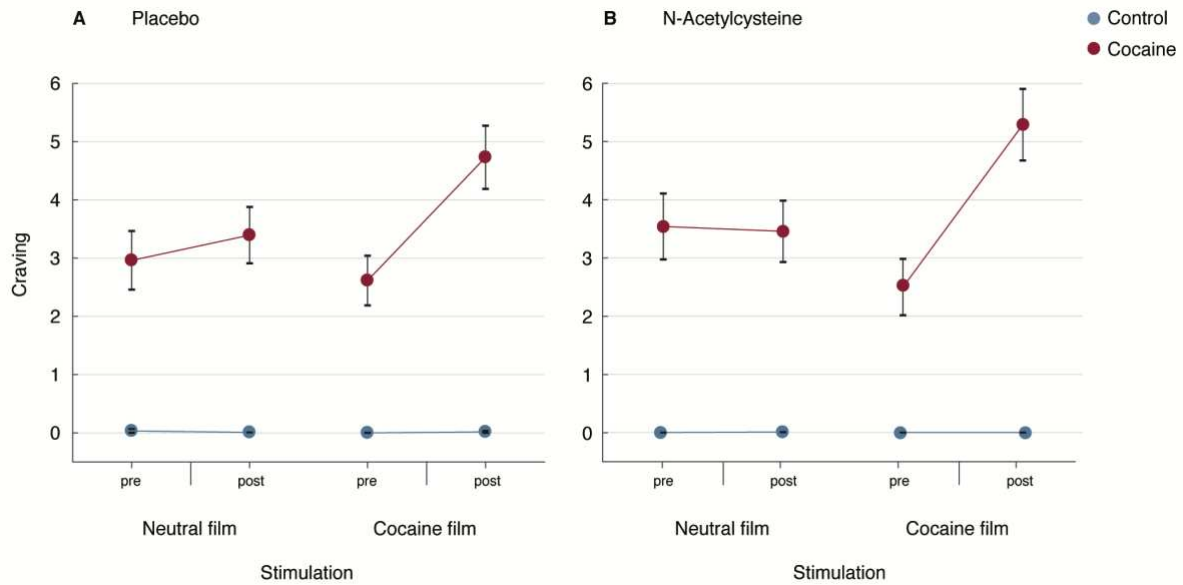 A Placebo
B N-Acetylcysteine
Control
Cocaine
Craving
6
5
4
3
2
1
0
pre
post
pre
post
Neutral film
Cocaine film
Stimulation
6
5
4
3
2
1
0
pre
post
pre
post
Neutral film
Cocaine film
Stimulation